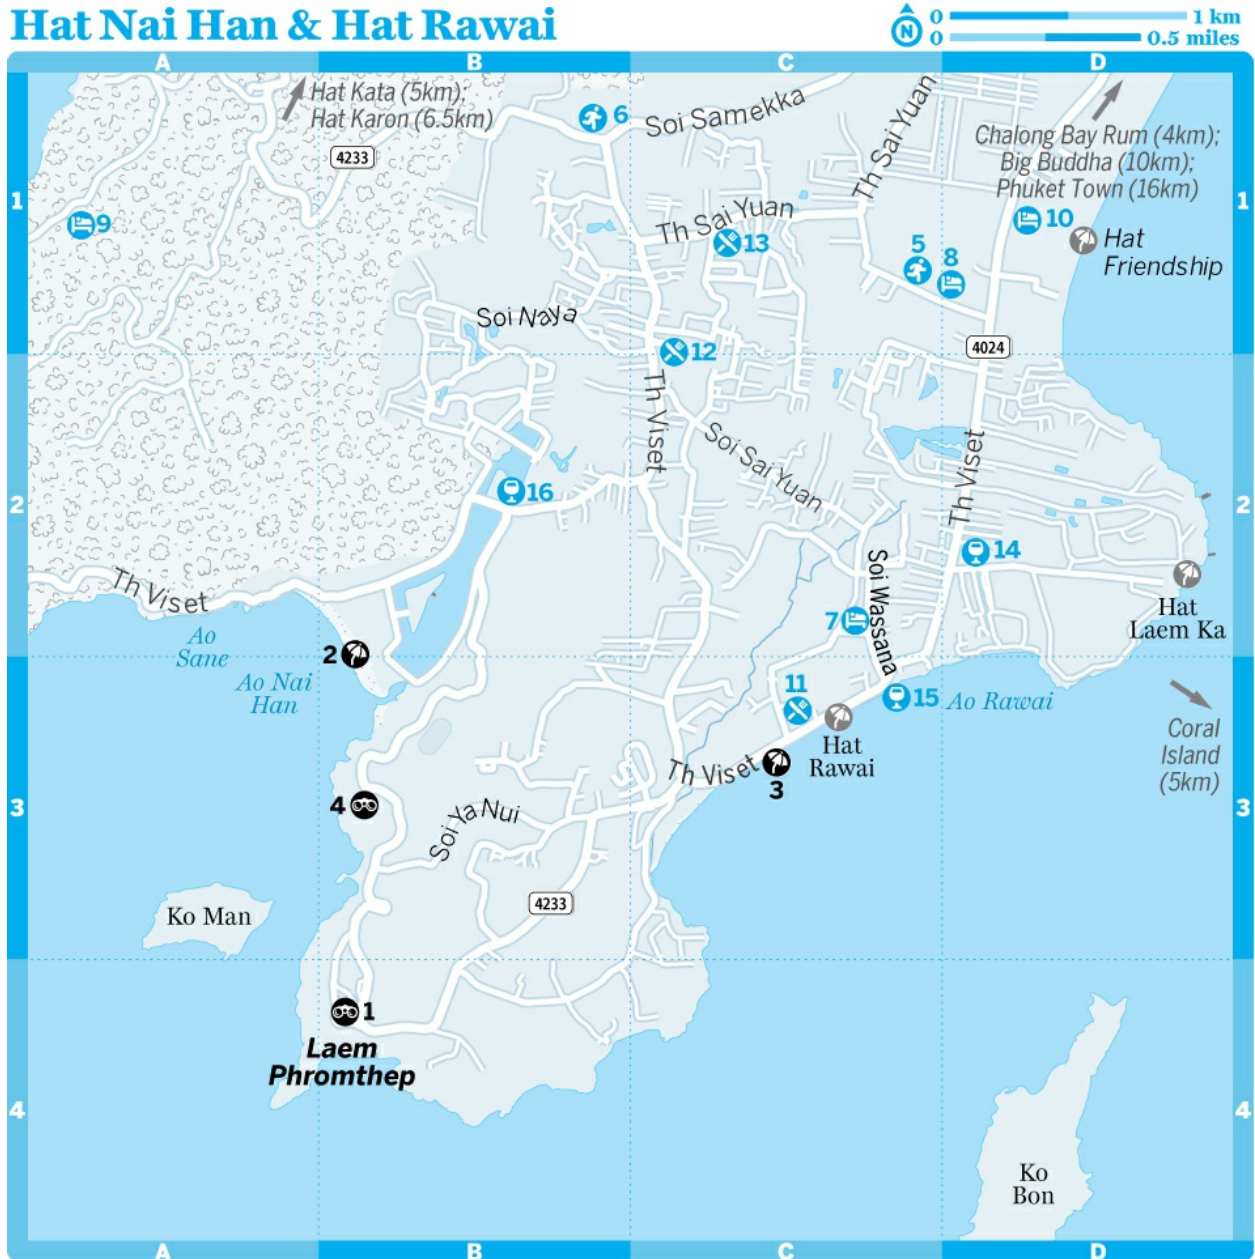 Hat Nai Han & Hat Rawai
N
0 1 km
0 0.5 miles
A B C D
Hat Kata (5km);
Hat Karon (6.5km)
4233
6
Soi Samekka
Th Sai Yuan
Chalong Bay Rum (4km);
Big Buddha (10km);
Phuket Town (16km)
1 1
9
Th Sai Yuan
13
10
Hat
Friendship
5
8
Soi Naya
12
4024
Th Viset
Soi Sai Yuan
Th Viset
16
2 2
14
Th Viset
Soi Wassana
Hat
Laem Ka
7
Ao
Sane
2
Ao Nai
Han
11
15
Ao Rawai
Hat
Rawai
Coral
Island
(5km)
Th Viset
3
4
Soi Ya Nui
3 3
4233
Ko Man
1
Laem
Phromthep
4 4
Ko
Bon
A B C D